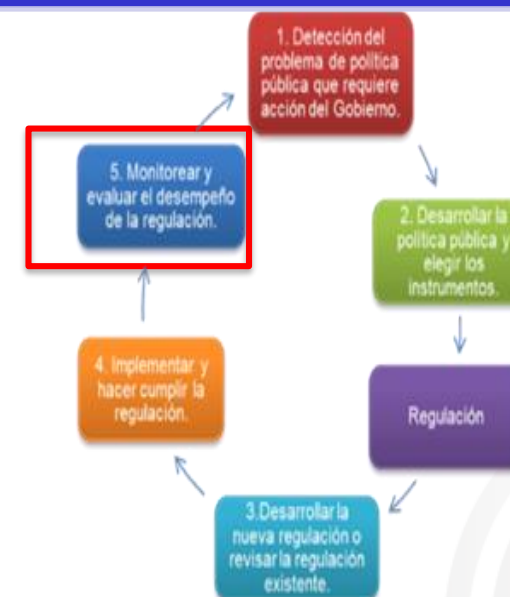 1. Detección del
problema de política
pública que requiere
acción del Gobierno.
2. Desarrollar la
política pública y
elegir los
instrumentos.
Regulación
3.Desarrollar la
nueva regulación o
revisar la regulación
existente.
4. Implementar y
hacer cumplir la
regulación.
5. Monitorear y
evaluar el desempeño
de la regulación.